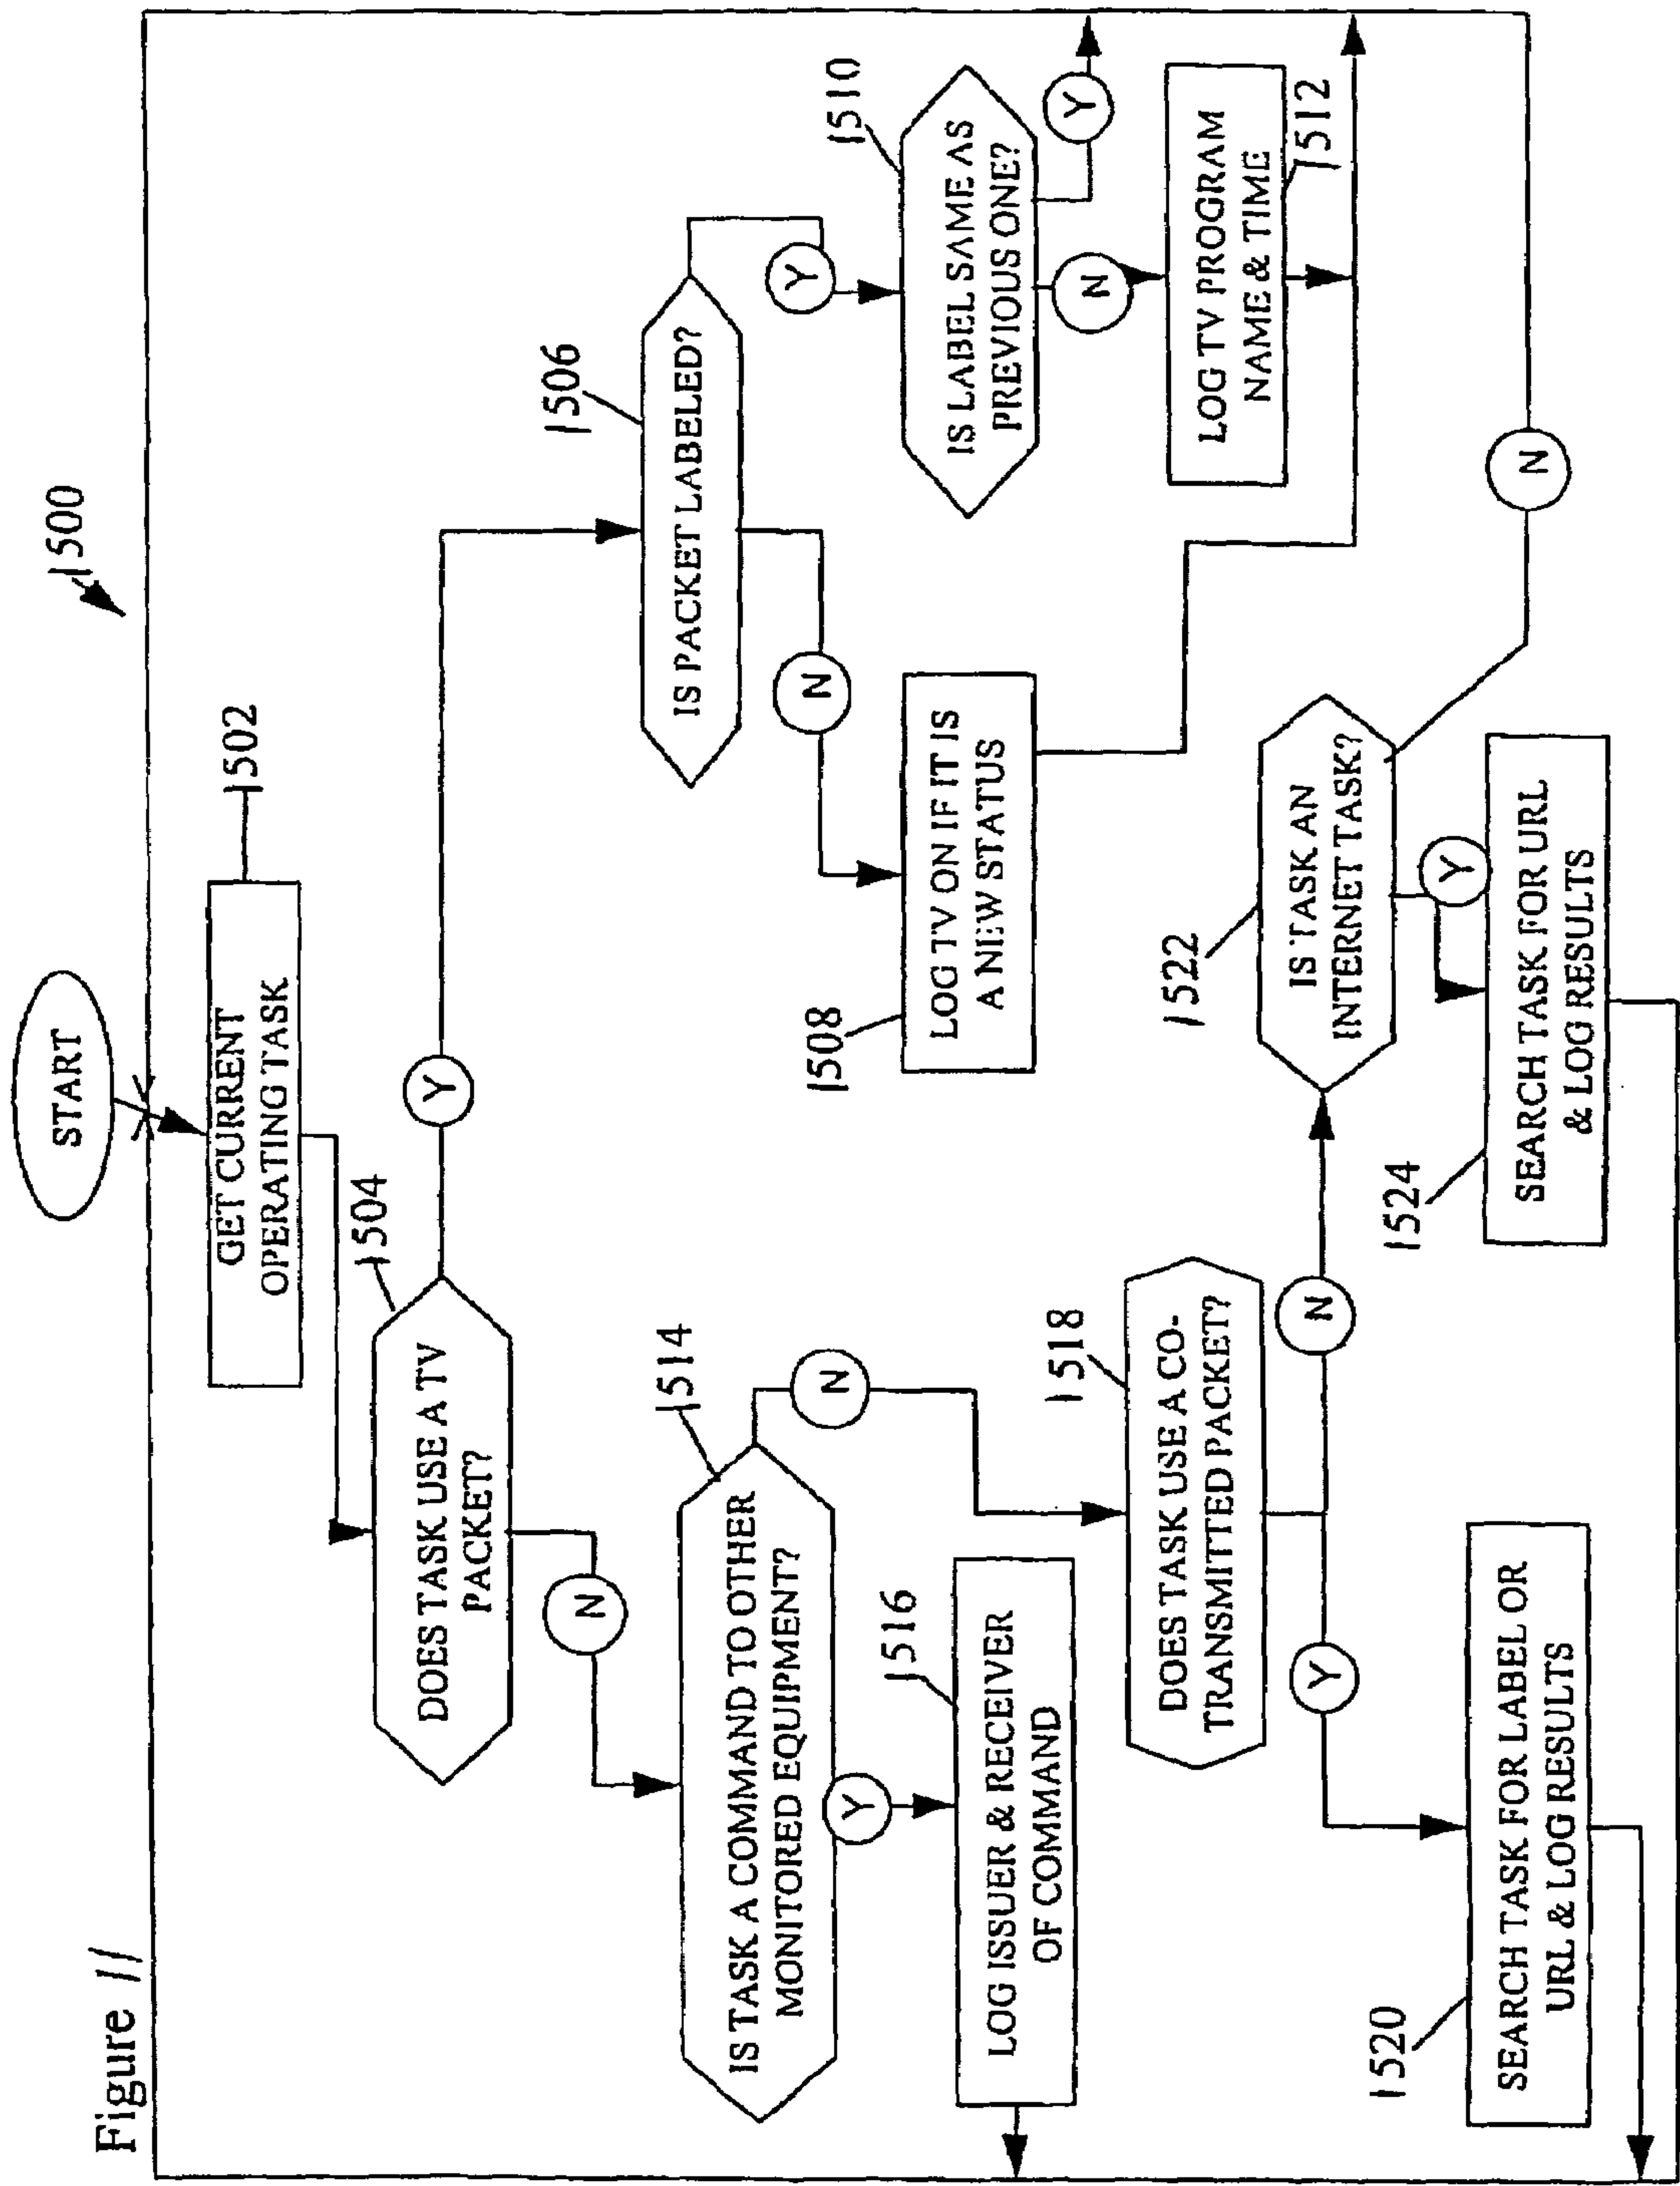 Figure 11
1500
START
GET CURRENT
OPERATING TASK
1502
1504
DOES TASK USE A TV
PACKET?
Y
N
1506
IS PACKET LABELED?
Y
N
1508
LOG TV ON IF IT IS
A NEW STATUS
1510
IS LABEL SAME AS
PREVIOUS ONE?
Y
N
LOG TV PROGRAM
NAME & TIME
1512
1514
IS TASK A COMMAND TO OTHER
MONITORED EQUIPMENT?
N
Y
1516
LOG ISSUER & RECEIVER
OF COMMAND
1518
DOES TASK USE A CO-
TRANSMITTED PACKET?
Y
N
1520
SEARCH TASK FOR LABEL OR
URL & LOG RESULTS
1522
IS TASK AN
INTERNET TASK?
N
Y
1524
SEARCH TASK FOR URL
& LOG RESULTS